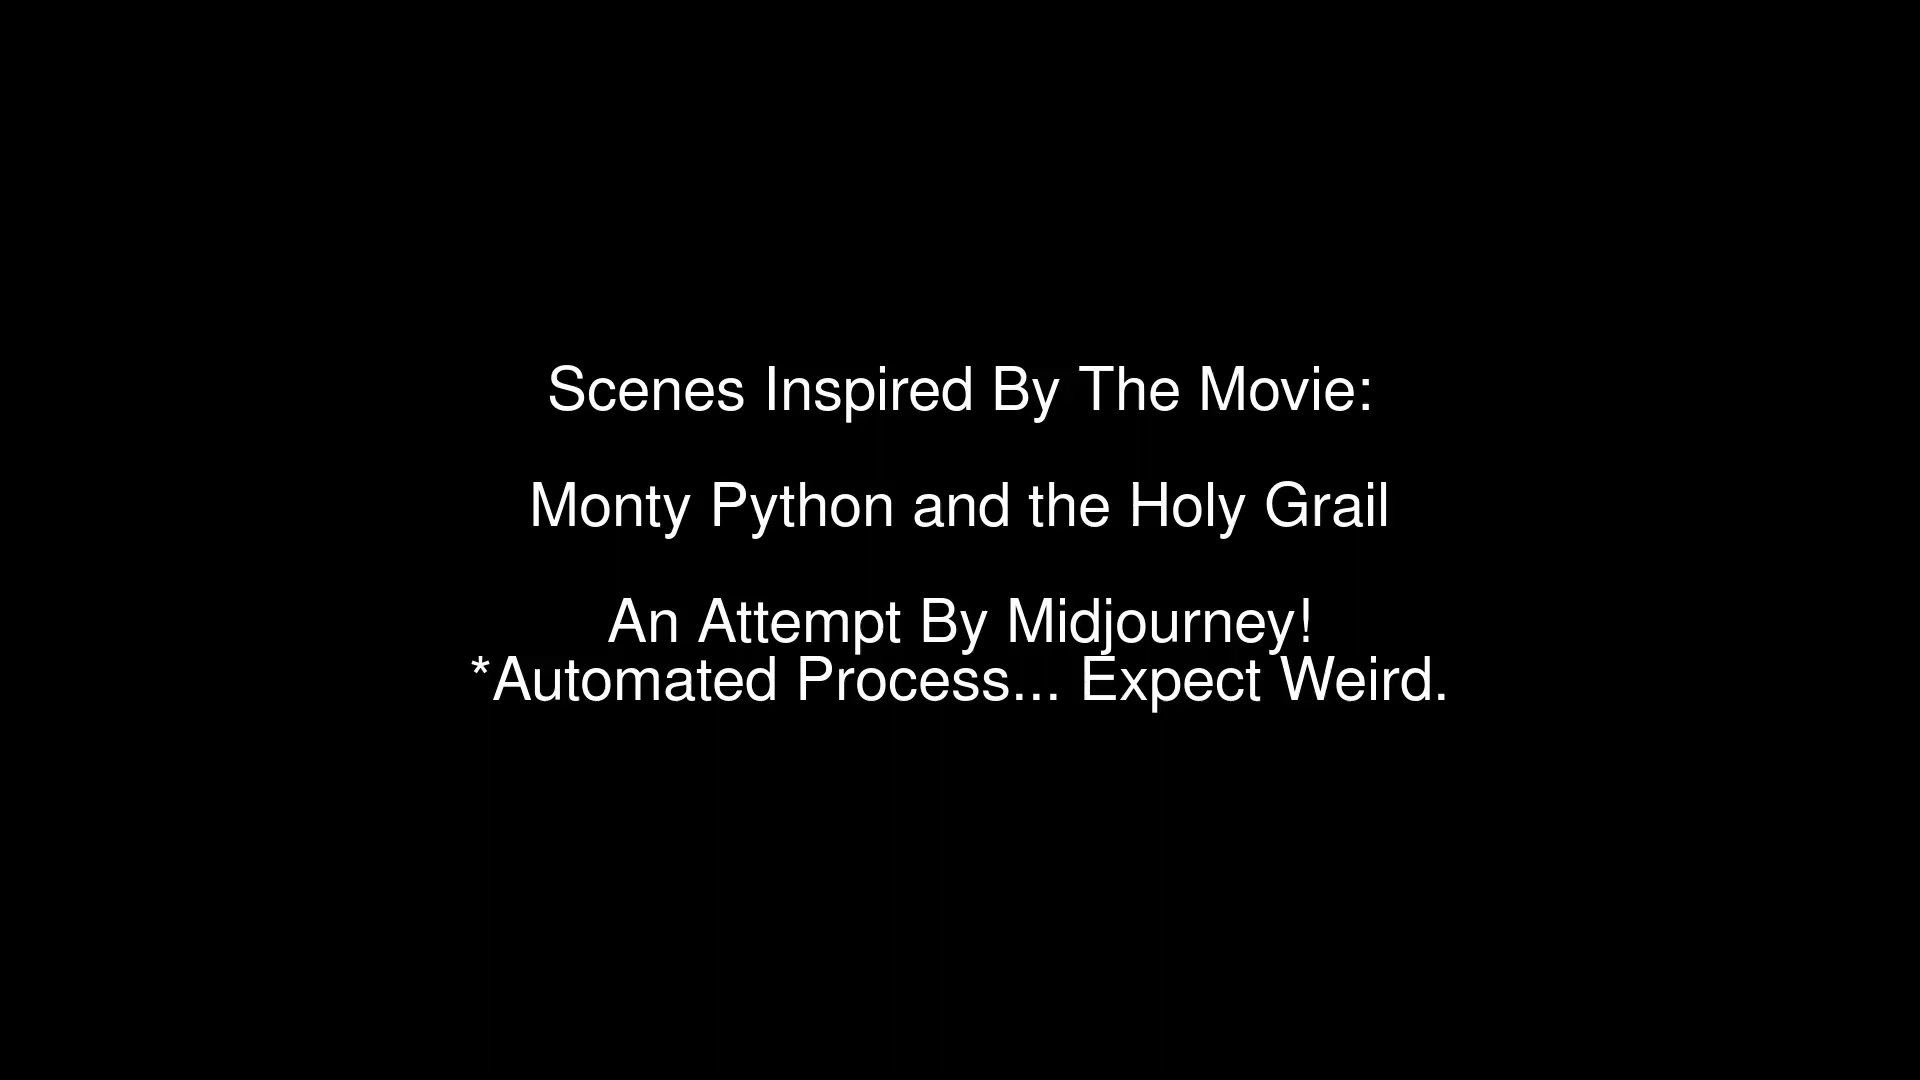 Scenes Inspired By The Movie:
Monty Python and the Holy Grail
An Attempt By Midjourney!
*Automated Process... Expect Weird.